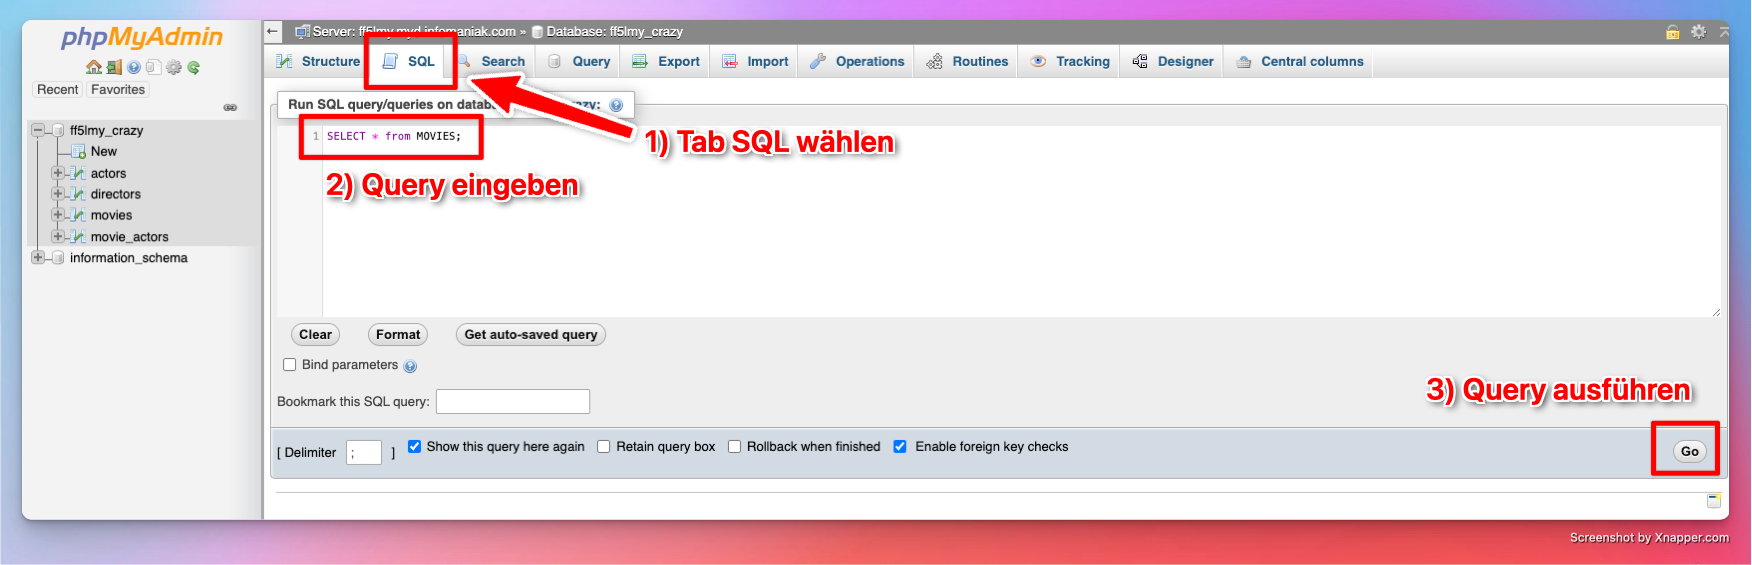 phpMyAdmin
Recent Favorites
ff5lmy_crazy
New
actors
directors
movies
movie_actors
information_schema
Server: ff5lmy.myd.infomaniak.com » Database: ff5lmy_crazy
Structure SQL Search Query Export Import Operations Routines Tracking Designer Central columns
Run SQL query/queries on databa azy:
1) Tab SQL wählen
1 SELECT * from MOVIES;
2) Query eingeben
Clear Format Get auto-saved query
Bind parameters
Bookmark this SQL query:
3) Query ausführen
[ Delimiter ; ] Show this query here again Retain query box Rollback when finished Enable foreign key checks
Go
Screenshot by Xnapper.com